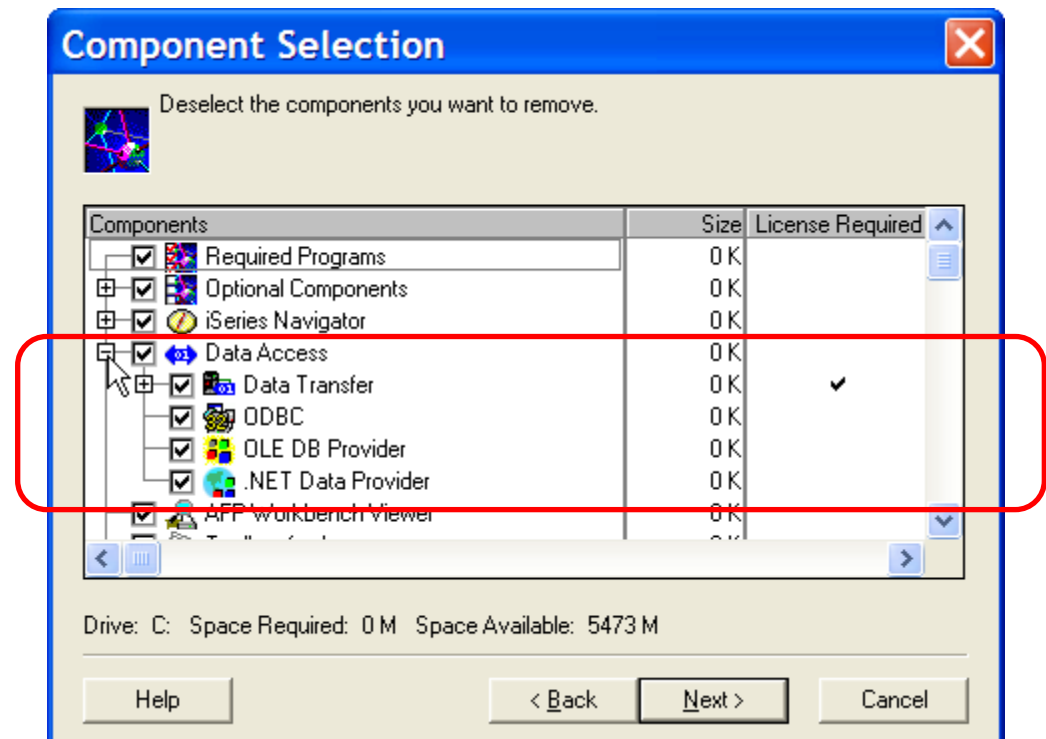 Component Selection
Deselect the components you want to remove.
Components Size License Required
Required Programs 0 K
Optional Components 0 K
iSeries Navigator 0 K
Data Access 0 K
Data Transfer 0 K
ODBC 0 K
OLE DB Provider 0 K
.NET Data Provider 0 K
AFP Workbench Viewer 0 K
Drive: C: Space Required: 0 M Space Available: 5473 M
Help < Back Next > Cancel